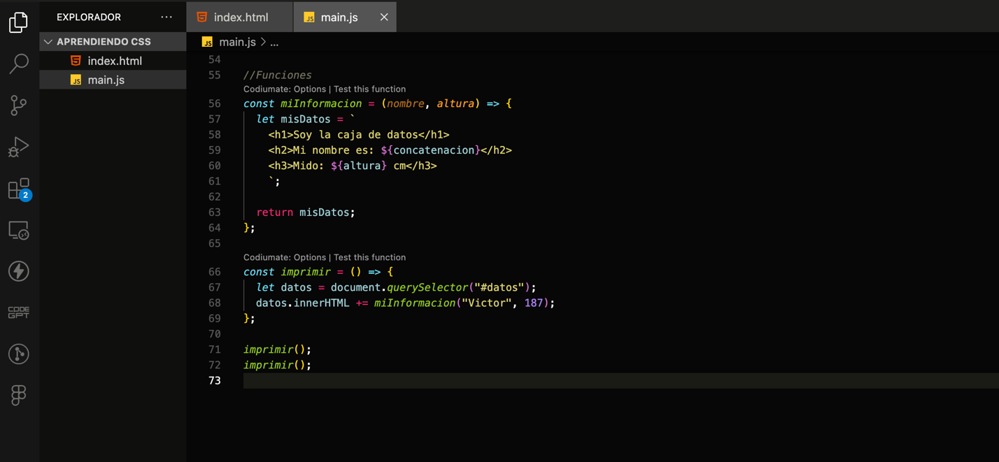 EXPLORADOR ...
index.html
JS main.js
APRENDIENDO CSS
index.html
JS main.js
2
CODE
GPT
JS main.js > ...
54
55 //Funciones
Codiumate: Options | Test this function
56 const miInformacion = (nombre, altura) => {
57 let misDatos = `
58 <h1>Soy la caja de datos</h1>
59 <h2>Mi nombre es: ${concatenacion}</h2>
60 <h3>Mido: ${altura} cm</h3>
61 `;
62
63 return misDatos;
64 };
65
Codiumate: Options | Test this function
66 const imprimir = () => {
67 let datos = document.querySelector("#datos");
68 datos.innerHTML += miInformacion("Victor", 187);
69 };
70
71 imprimir();
72 imprimir();
73